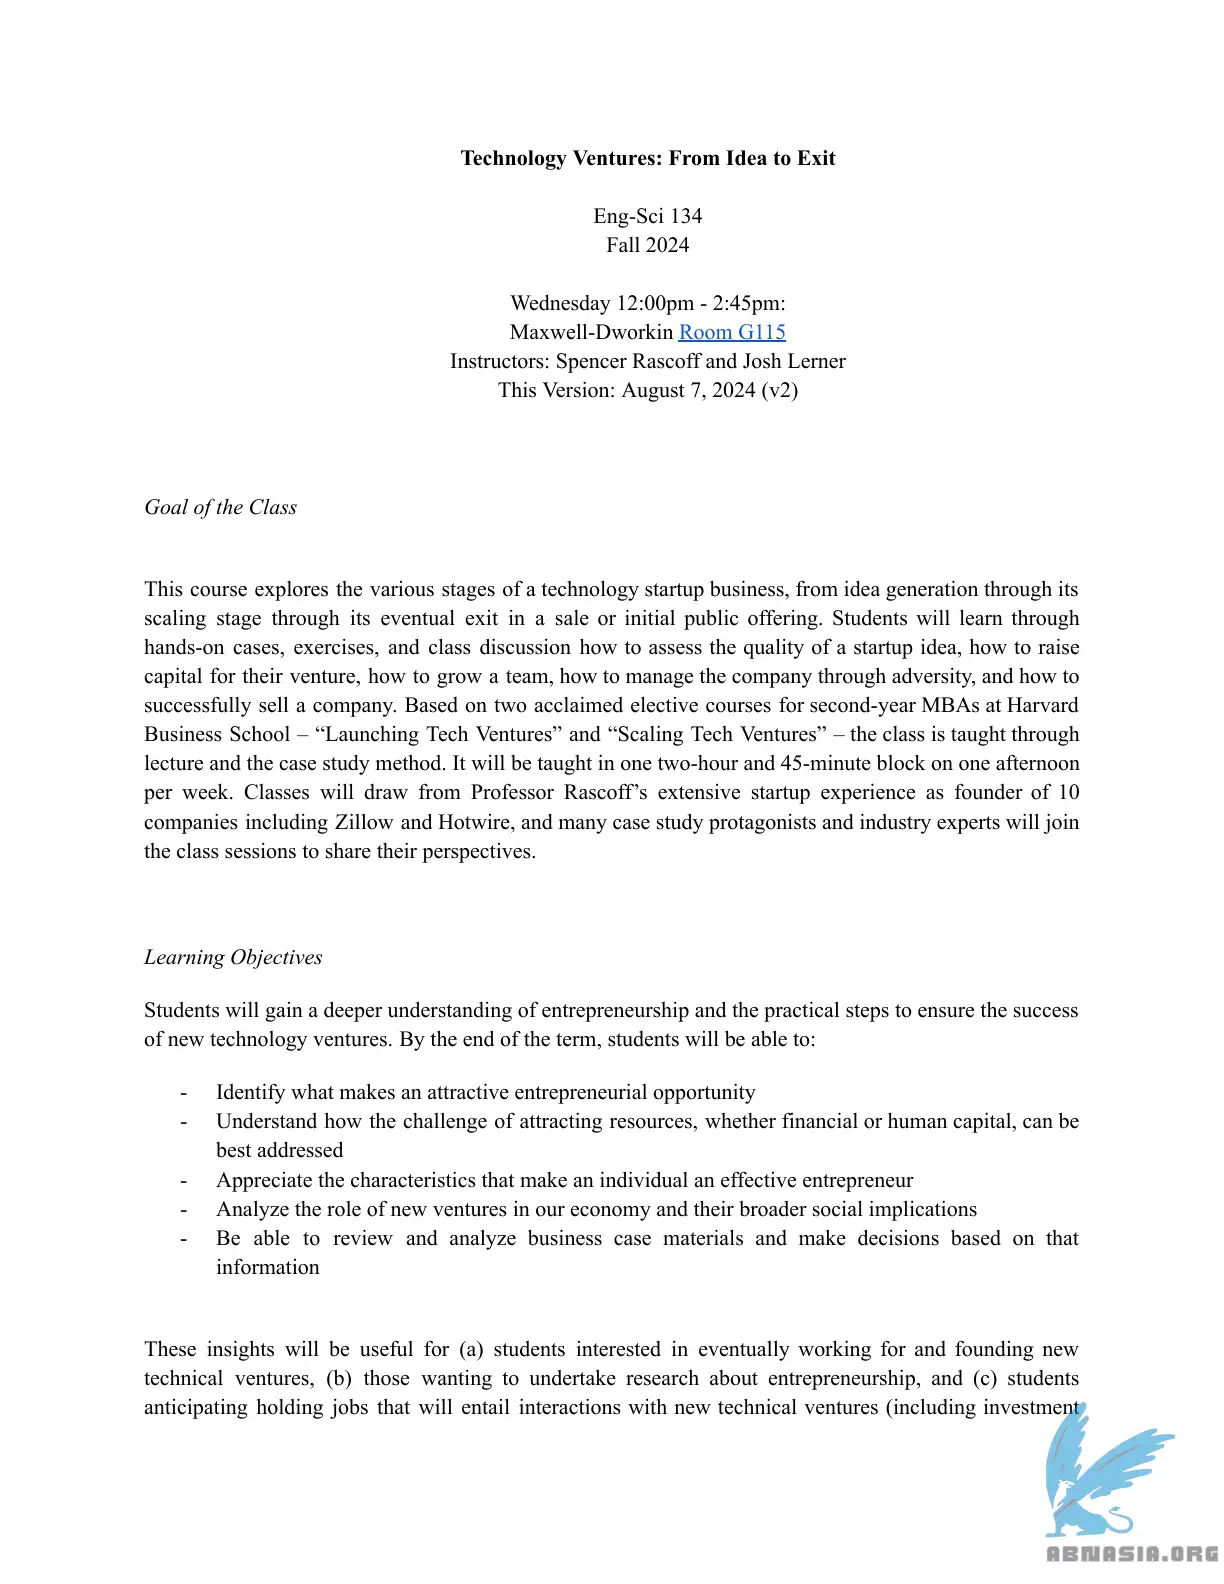 Technology Ventures: From Idea to Exit
Eng-Sci 134
Fall 2024
Wednesday 12:00pm - 2:45pm:
Maxwell-Dworkin Room G115
Instructors: Spencer Rascoff and Josh Lerner
This Version: August 7, 2024 (v2)
Goal of the Class
This course explores the various stages of a technology startup business, from idea generation through its
scaling stage through its eventual exit in a sale or initial public offering. Students will learn through
hands-on cases, exercises, and class discussion how to assess the quality of a startup idea, how to raise
capital for their venture, how to grow a team, how to manage the company through adversity, and how to
successfully sell a company. Based on two acclaimed elective courses for second-year MBAs at Harvard
Business School – “Launching Tech Ventures” and “Scaling Tech Ventures” – the class is taught through
lecture and the case study method. It will be taught in one two-hour and 45-minute block on one afternoon
per week. Classes will draw from Professor Rascoff’s extensive startup experience as founder of 10
companies including Zillow and Hotwire, and many case study protagonists and industry experts will join
the class sessions to share their perspectives.
Learning Objectives
Students will gain a deeper understanding of entrepreneurship and the practical steps to ensure the success
of new technology ventures. By the end of the term, students will be able to:
- Identify what makes an attractive entrepreneurial opportunity
- Understand how the challenge of attracting resources, whether financial or human capital, can be
best addressed
- Appreciate the characteristics that make an individual an effective entrepreneur
- Analyze the role of new ventures in our economy and their broader social implications
- Be able to review and analyze business case materials and make decisions based on that
information
These insights will be useful for (a) students interested in eventually working for and founding new
technical ventures, (b) those wanting to undertake research about entrepreneurship, and (c) students
anticipating holding jobs that will entail interactions with new technical ventures (including investment
ABNASIA.ORG